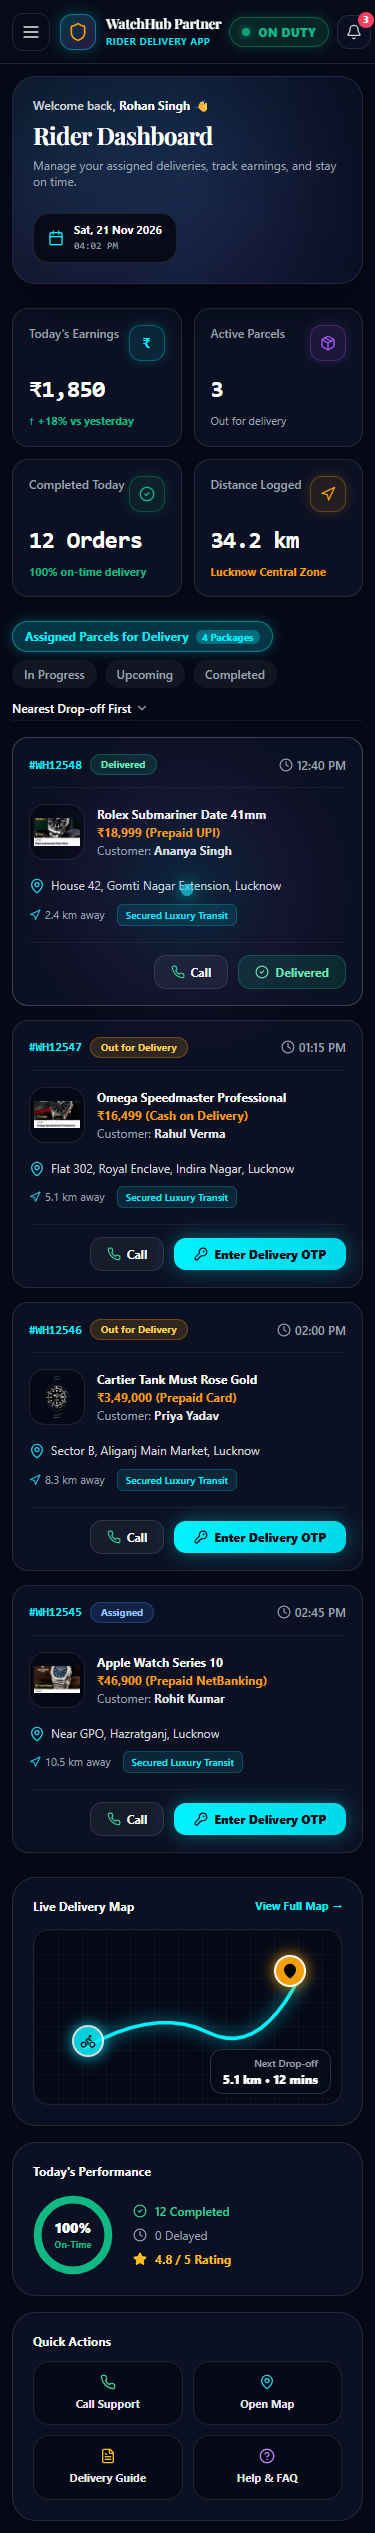 WatchHub Partner
RIDER DELIVERY APP
ON DUTY
3
Welcome back, Rohan Singh 👋
Rider Dashboard
Manage your assigned deliveries, track earnings, and stay
on time.
Sat, 21 Nov 2026
04:02 PM
Today's Earnings
₹
₹1,850
↑ +18% vs yesterday
Active Parcels
3
Out for delivery
Completed Today
12 Orders
100% on-time delivery
Distance Logged
34.2 km
Lucknow Central Zone
Assigned Parcels for Delivery 4 Packages
In Progress
Upcoming
Completed
Nearest Drop-off First
#WH12548 Delivered 12:40 PM
Rolex Submariner Date 41mm
₹18,999 (Prepaid UPI)
Customer: Ananya Singh
House 42, Gomti Nagar Extension, Lucknow
2.4 km away Secured Luxury Transit
Call Delivered
#WH12547 Out for Delivery 01:15 PM
Omega Speedmaster Professional
₹16,499 (Cash on Delivery)
Customer: Rahul Verma
Flat 302, Royal Enclave, Indira Nagar, Lucknow
5.1 km away Secured Luxury Transit
Call Enter Delivery OTP
#WH12546 Out for Delivery 02:00 PM
Cartier Tank Must Rose Gold
₹3,49,000 (Prepaid Card)
Customer: Priya Yadav
Sector B, Aliganj Main Market, Lucknow
8.3 km away Secured Luxury Transit
Call Enter Delivery OTP
#WH12545 Assigned 02:45 PM
Apple Watch Series 10
₹46,900 (Prepaid NetBanking)
Customer: Rohit Kumar
Near GPO, Hazratganj, Lucknow
10.5 km away Secured Luxury Transit
Call Enter Delivery OTP
Live Delivery Map View Full Map →
Next Drop-off
5.1 km • 12 mins
Today's Performance
100%
On-Time
12 Completed
0 Delayed
4.8 / 5 Rating
Quick Actions
Call Support
Open Map
Delivery Guide
Help & FAQ